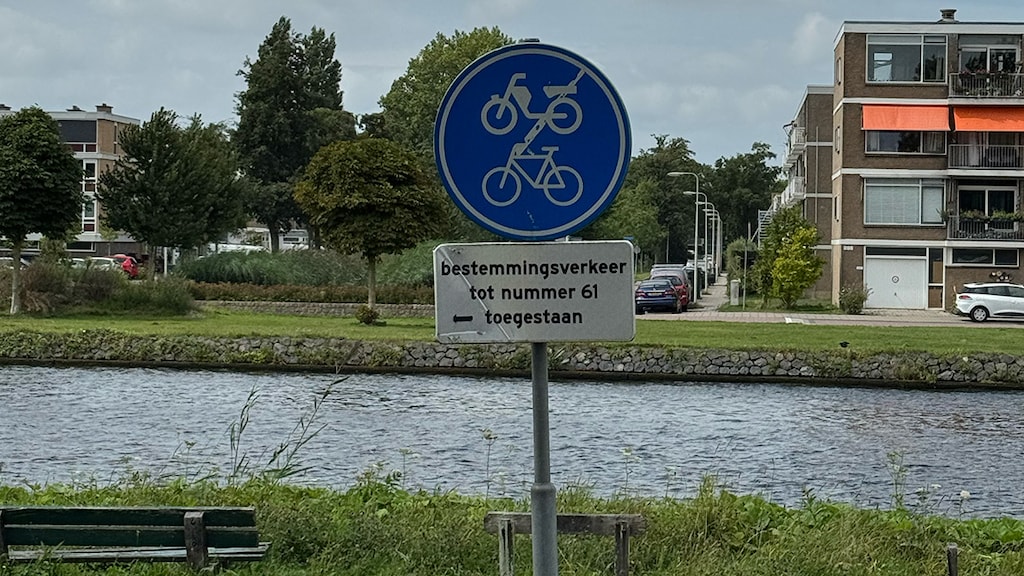 bestemmingsverkeer
tot nummer 61
← toegestaan